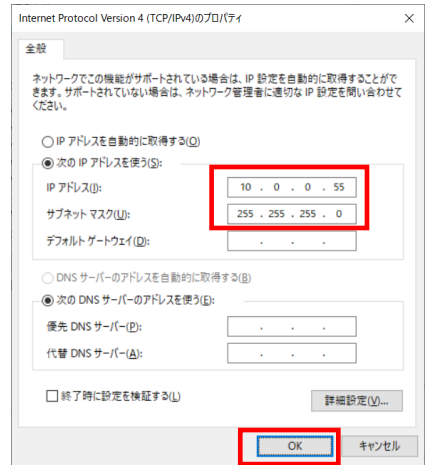 Internet Protocol Version 4 (TCP/IPv4)のプロパティ
全般
ネットワークでこの機能がサポートされている場合は、IP 設定を自動的に取得することがで
きます。サポートされていない場合は、ネットワーク管理者に適切な IP 設定を問い合わせて
ください。
IP アドレスを自動的に取得する(O)
次の IP アドレスを使う(S):
IP アドレス(I): 10 . 0 . 0 . 55
サブネット マスク(U): 255 . 255 . 255 . 0
デフォルト ゲートウェイ(D): . . .
DNS サーバーのアドレスを自動的に取得する(B)
次の DNS サーバーのアドレスを使う(E):
優先 DNS サーバー(P): . . .
代替 DNS サーバー(A): . . .
終了時に設定を検証する(L) 詳細設定(V)...
OK キャンセル